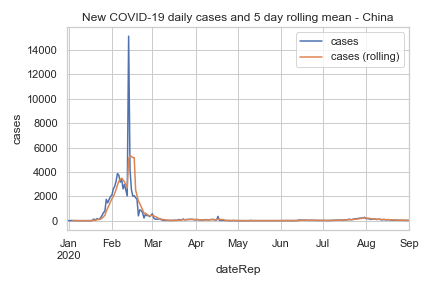 New COVID-19 daily cases and 5 day rolling mean - China
cases
cases (rolling)
14000
12000
10000
8000
6000
4000
2000
0
cases
Jan Feb Mar Apr May Jun Jul Aug Sep
2020
dateRep